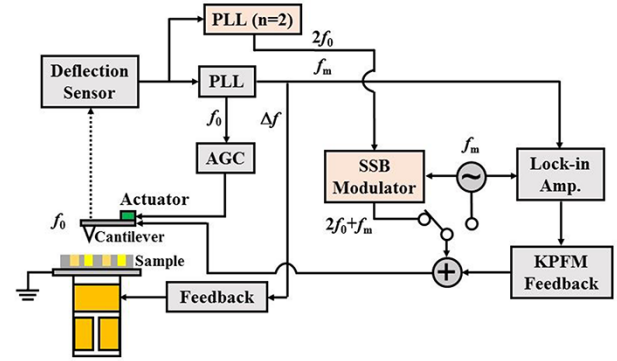 PLL (n=2)
2f₀
Deflection
Sensor
PLL
fₘ
f₀
Δf
AGC
SSB
Modulator
fₘ
~
Lock-in
Amp.
Actuator
f₀
Cantilever
2f₀+fₘ
Sample
+
KPFM
Feedback
Feedback